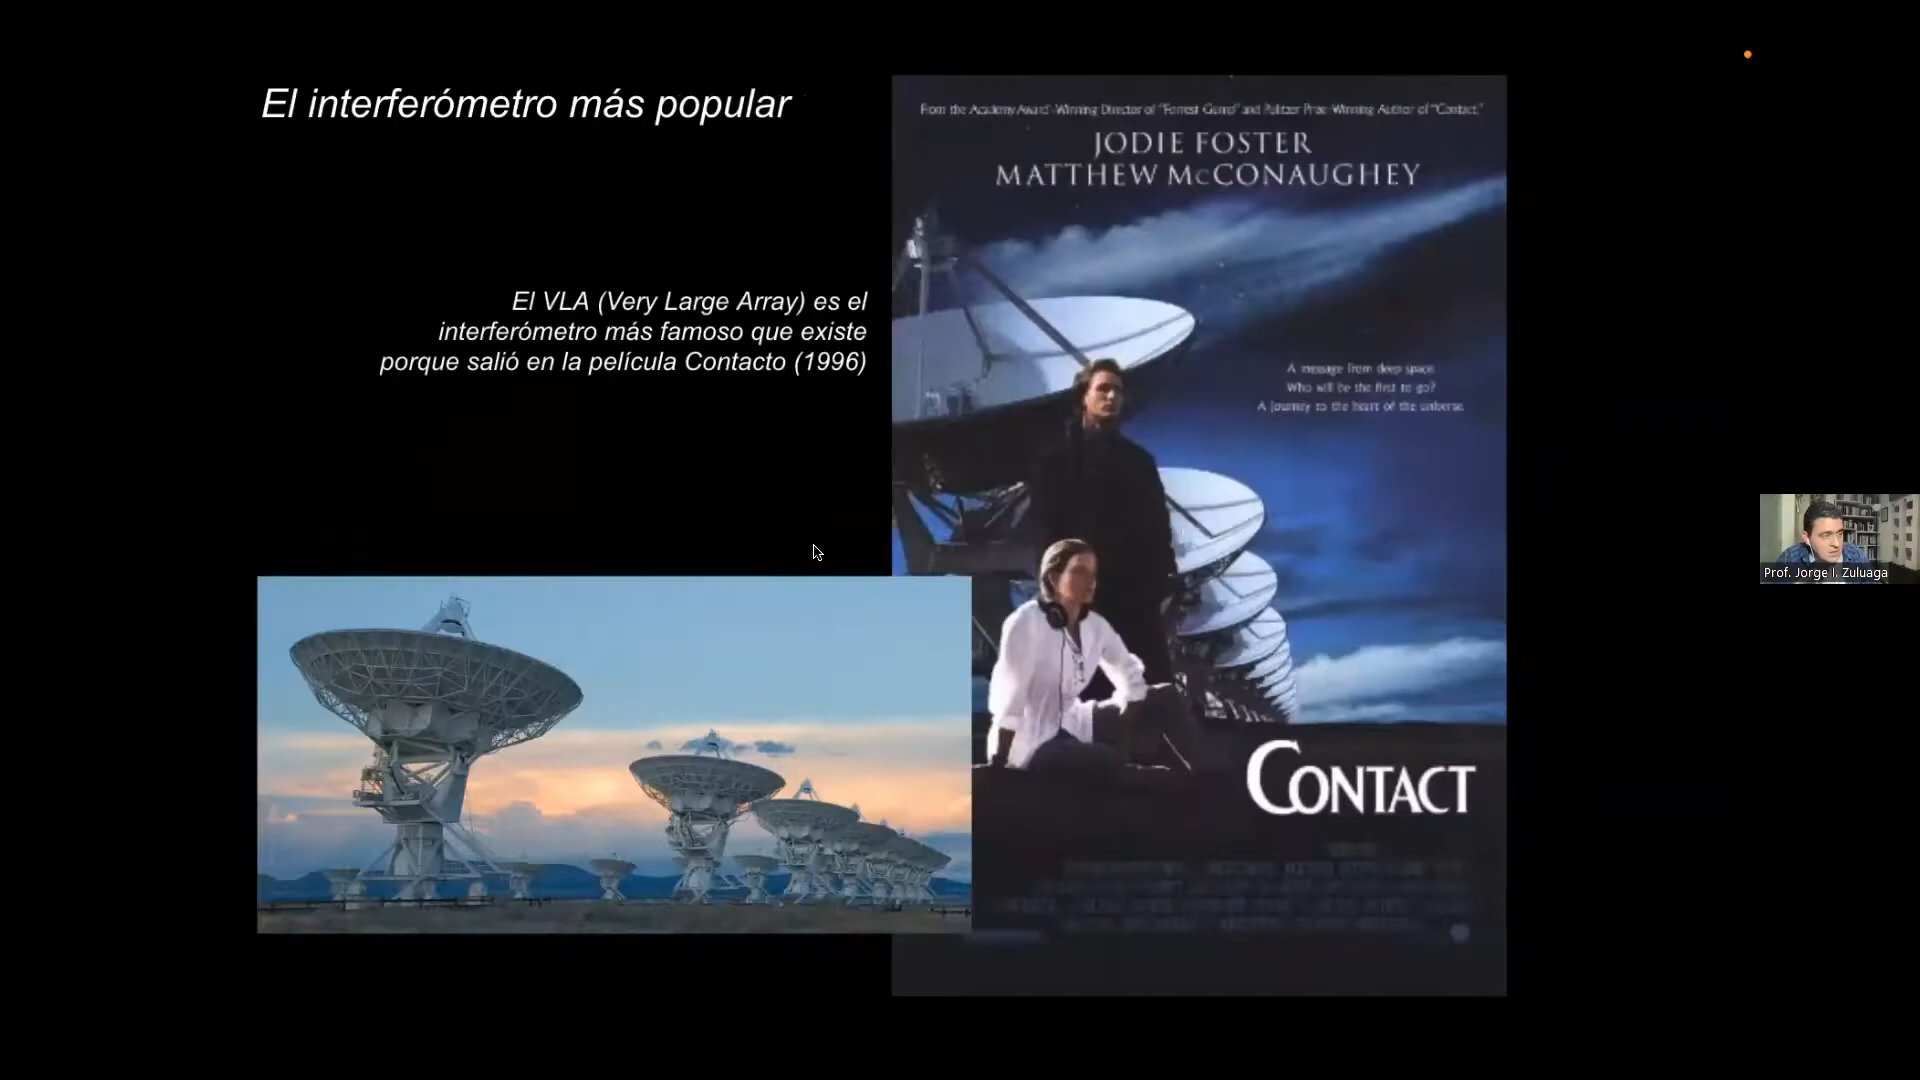 El interferómetro más popular
El VLA (Very Large Array) es el
interferómetro más famoso que existe
porque salió en la película Contacto (1996)
From the Academy Award-Winning Director of "Forrest Gump" and Pulitzer Prize-Winning Author of "Contact."
JODIE FOSTER
MATTHEW McCONAUGHEY
A message from deep space.
Who will be the first to go?
A journey to the heart of the universe.
CONTACT
Prof. Jorge I. Zuluaga